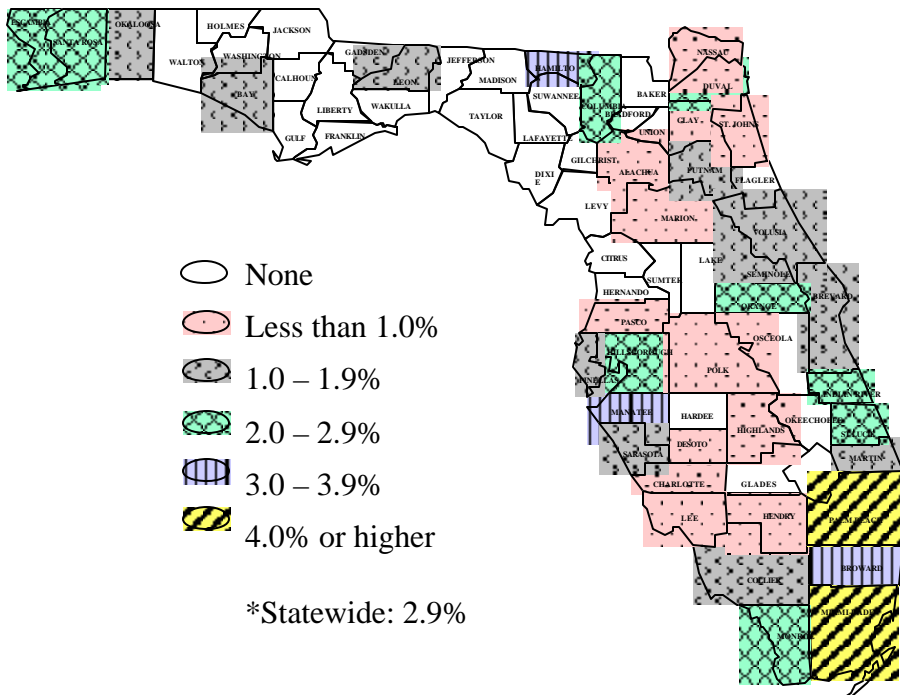 ESCAMBIA
SANTA ROSA
OKALOOSA
HOLMES
JACKSON
WALTON
WASHINGTON
GADSDEN
JEFFERSON
HAMILTO
NASSAU
BAY
CALHOUN
LEON
MADISON
DUVAL
LIBERTY
WAKULLA
SUWANNEE
COLUMBIA
BAKER
TAYLOR
BRADFORD
CLAY
ST. JOHNS
GULF
FRANKLIN
LAFAYETTE
UNION
GILCHRIST
ALACHUA
PUTNAM
FLAGLER
DIXI
E
LEVY
MARION
VOLUSIA
CITRUS
LAKE
SUMTER
SEMINOLE
HERNANDO
BREVARD
ORANGE
PASCO
OSCEOLA
HILLSBOROUGH
POLK
PINELLAS
INDIAN RIVER
MANATEE
HARDEE
OKEECHOBEE
HIGHLANDS
ST. LUCIE
DESOTO
SARASOTA
MARTIN
CHARLOTTE
GLADES
LEE
HENDRY
PALM BEACH
BROWARD
COLLIER
MIAMI-DADE
MONROE
None
Less than 1.0%
1.0 – 1.9%
2.0 – 2.9%
3.0 – 3.9%
4.0% or higher
*Statewide: 2.9%